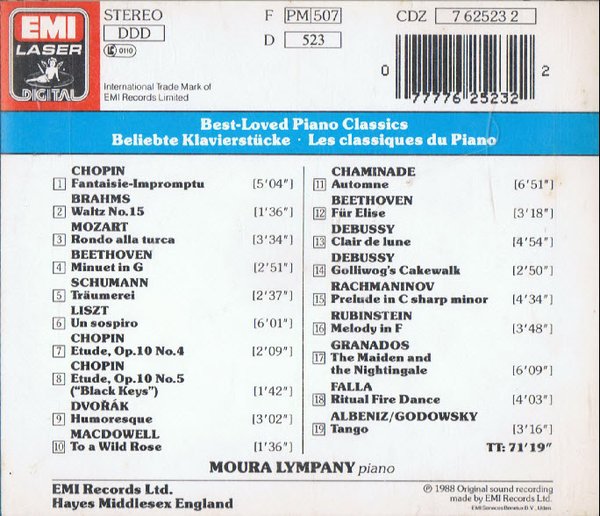 EMI
LASER
DIGITAL
STEREO
DDD
LC 0110
International Trade Mark of
EMI Records Limited
F PM 507
D 523
CDZ 7 62523 2
0 77776 25232 2
Best-Loved Piano Classics
Beliebte Klavierstücke · Les classiques du Piano
CHOPIN
1 Fantaisie-Impromptu [5'04"]
BRAHMS
2 Waltz No.15 [1'36"]
MOZART
3 Rondo alla turca [3'34"]
BEETHOVEN
4 Minuet in G [2'51"]
SCHUMANN
5 Träumerei [2'37"]
LISZT
6 Un sospiro [6'01"]
CHOPIN
7 Etude, Op.10 No.4 [2'09"]
CHOPIN
8 Etude, Op.10 No.5
("Black Keys") [1'42"]
DVOŘÁK
9 Humoresque [3'02"]
MACDOWELL
10 To a Wild Rose [1'36"]
CHAMINADE
11 Automne [6'51"]
BEETHOVEN
12 Für Elise [3'18"]
DEBUSSY
13 Clair de lune [4'54"]
DEBUSSY
14 Golliwog's Cakewalk [2'50"]
RACHMANINOV
15 Prelude in C sharp minor [4'34"]
RUBINSTEIN
16 Melody in F [3'48"]
GRANADOS
17 The Maiden and
the Nightingale [6'09"]
FALLA
18 Ritual Fire Dance [4'03"]
ALBENIZ/GODOWSKY
19 Tango [3'16"]
TT: 71'19"
MOURA LYMPANY piano
EMI Records Ltd.
Hayes Middlesex England
℗ 1988 Original sound recording
made by EMI Records Ltd.
EMI Services Benelux B.V., Uden.